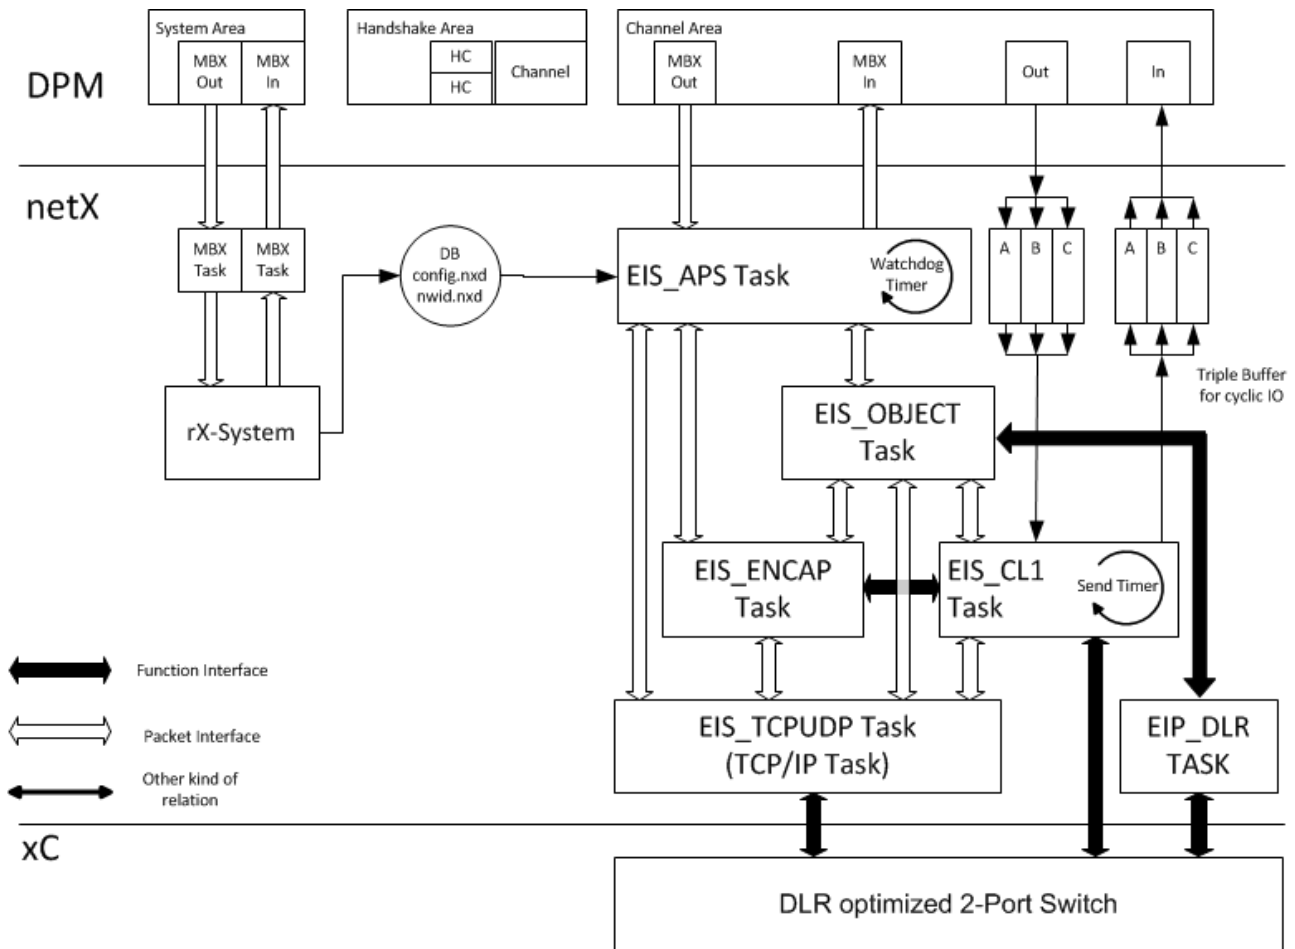 System Area
Handshake Area
Channel Area
MBX
Out
MBX
In
HC
HC
Channel
MBX
Out
MBX
In
Out
In
DPM
netX
MBX
Task
MBX
Task
DB
config.nxd
nwid.nxd
EIS_APS Task
Watchdog
Timer
A
B
C
A
B
C
Triple Buffer
for cyclic IO
rX-System
EIS_OBJECT
Task
EIS_ENCAP
Task
EIS_CL1
Task
Send Timer
Function Interface
Packet Interface
Other kind of
relation
EIS_TCPUDP Task
(TCP/IP Task)
EIP_DLR
TASK
xC
DLR optimized 2-Port Switch